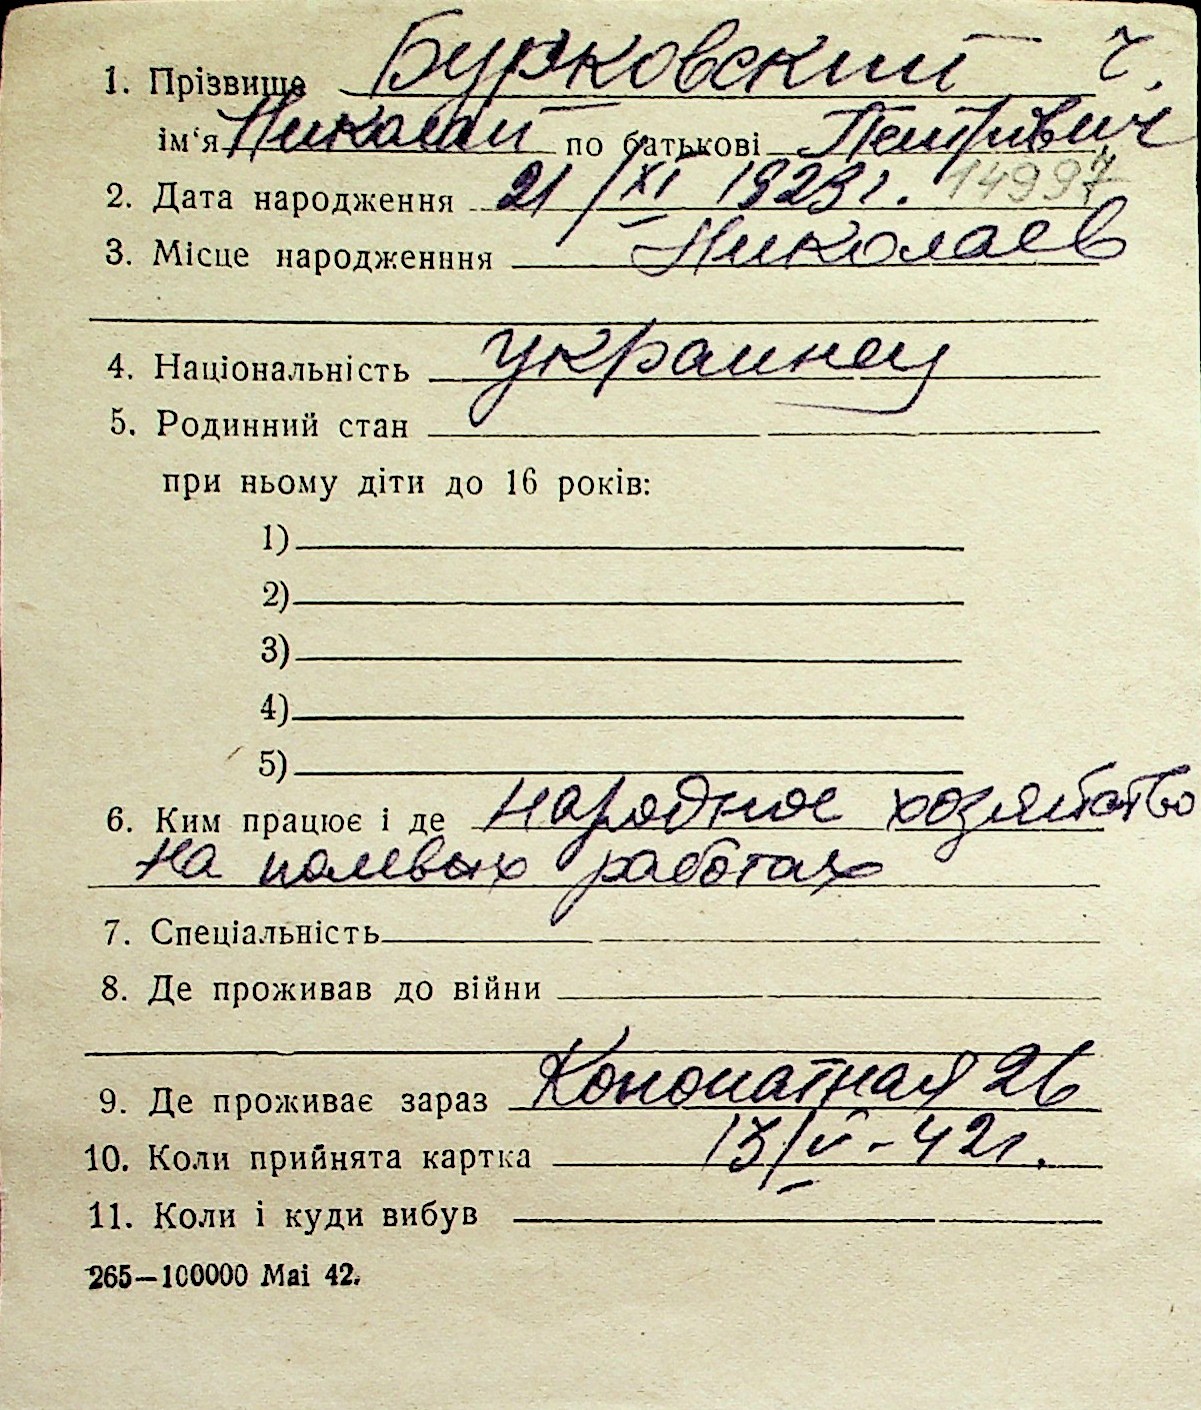 1. Прізвище Бурковский ч.
ім‘я Николай по батькові Петрович
2. Дата народження 21/XI 1923 г. 14997
3. Місце народженння Николаев
4. Національність украинец
5. Родинний стан
при ньому діти до 16 років:
1)
2)
3)
4)
5)
6. Ким працює і де народное хозяйство
на полевых работах
7. Спеціальність
8. Де проживав до війни
9. Де проживає зараз 26
10. Коли прийнята картка 13/VI-42г.
11. Коли і куди вибув
265—100000 Mai 42.